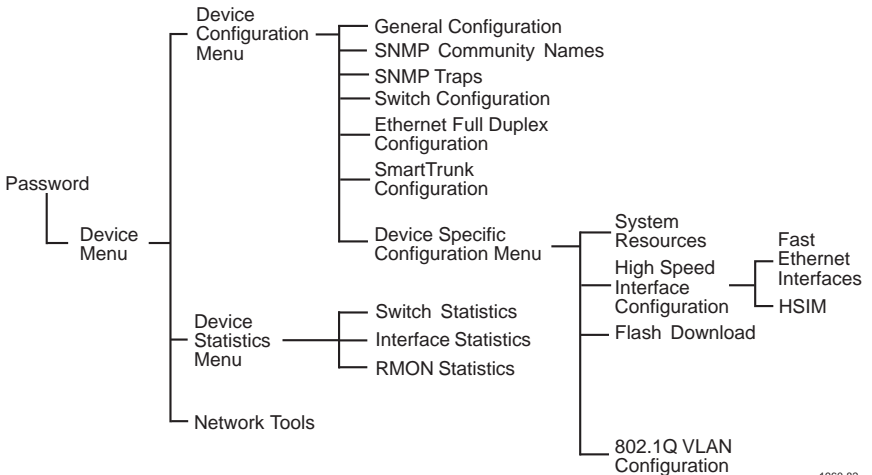 Password
Device
Menu
Device
Configuration
Menu
General Configuration
SNMP Community Names
SNMP Traps
Switch Configuration
Ethernet Full Duplex
Configuration
SmartTrunk
Configuration
Device Specific
Configuration Menu
System
Resources
High Speed
Interface
Configuration
Fast
Ethernet
Interfaces
HSIM
Flash Download
802.1Q VLAN
Configuration
Device
Statistics
Menu
Switch Statistics
Interface Statistics
RMON Statistics
Network Tools